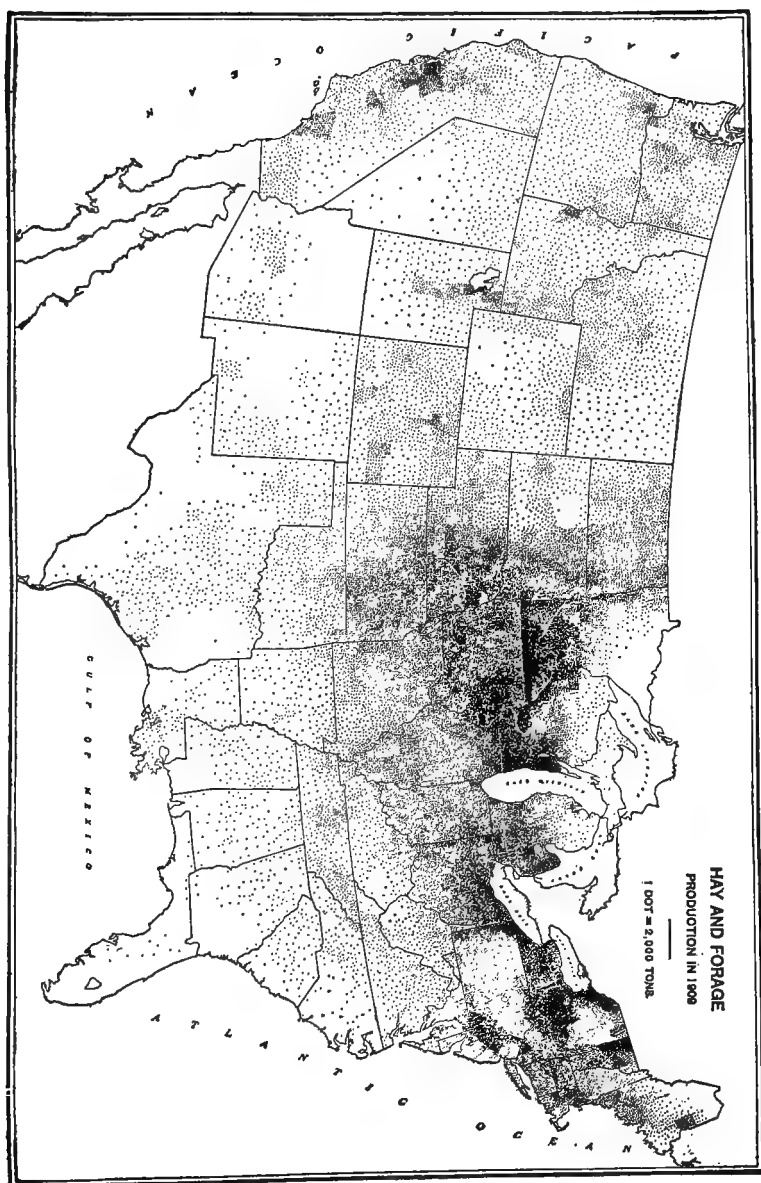 HAY AND FORAGE
PRODUCTION IN 1909
1 DOT = 2,000 TONS
PACIFIC OCEAN
GULF OF MEXICO
ATLANTIC OCEAN